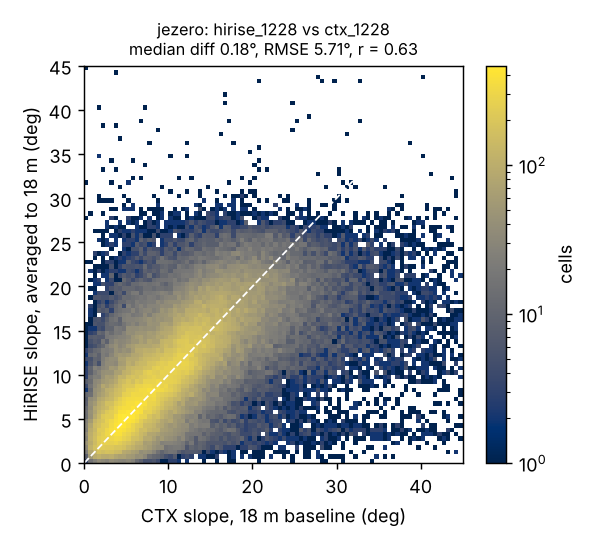 jezero: hirise_1228 vs ctx_1228
median diff 0.18°, RMSE 5.71°, r = 0.63
HiRISE slope, averaged to 18 m (deg)
45
40
35
30
25
20
15
10
5
0
0 10 20 30 40
CTX slope, 18 m baseline (deg)
10²
10¹
10⁰
cells